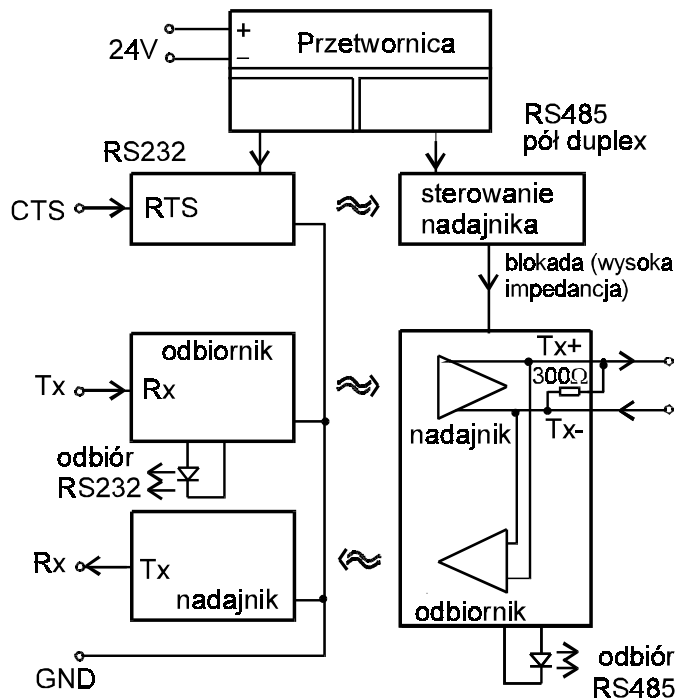 24V
+
−
Przetwornica
RS232
RS485
pół duplex
CTS
RTS
sterowanie
nadajnika
blokada (wysoka
impedancja)
odbiornik
Tx
Rx
Tx+
300Ω
Tx-
nadajnik
odbiór
RS232
Rx
Tx
nadajnik
odbiornik
GND
odbiór
RS485